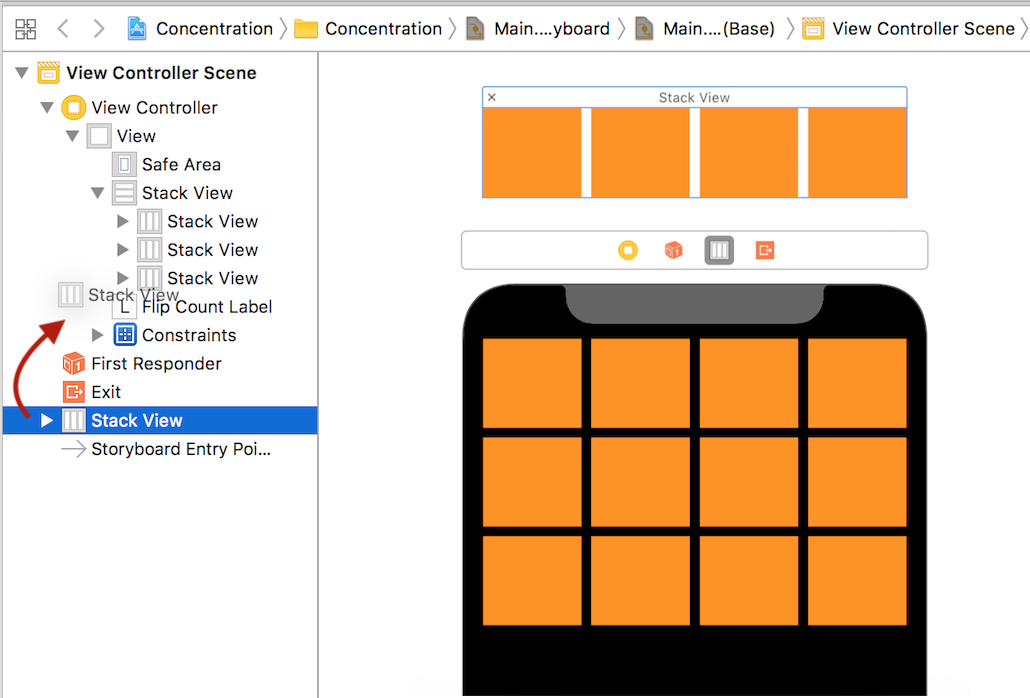 Concentration Concentration Main....yboard Main....(Base) View Controller Scene
View Controller Scene
View Controller
View
Safe Area
Stack View
Stack View
Stack View
Stack View
Stack View
L Flip Count Label
Constraints
1 First Responder
Exit
Stack View
Storyboard Entry Poi...
× Stack View
1